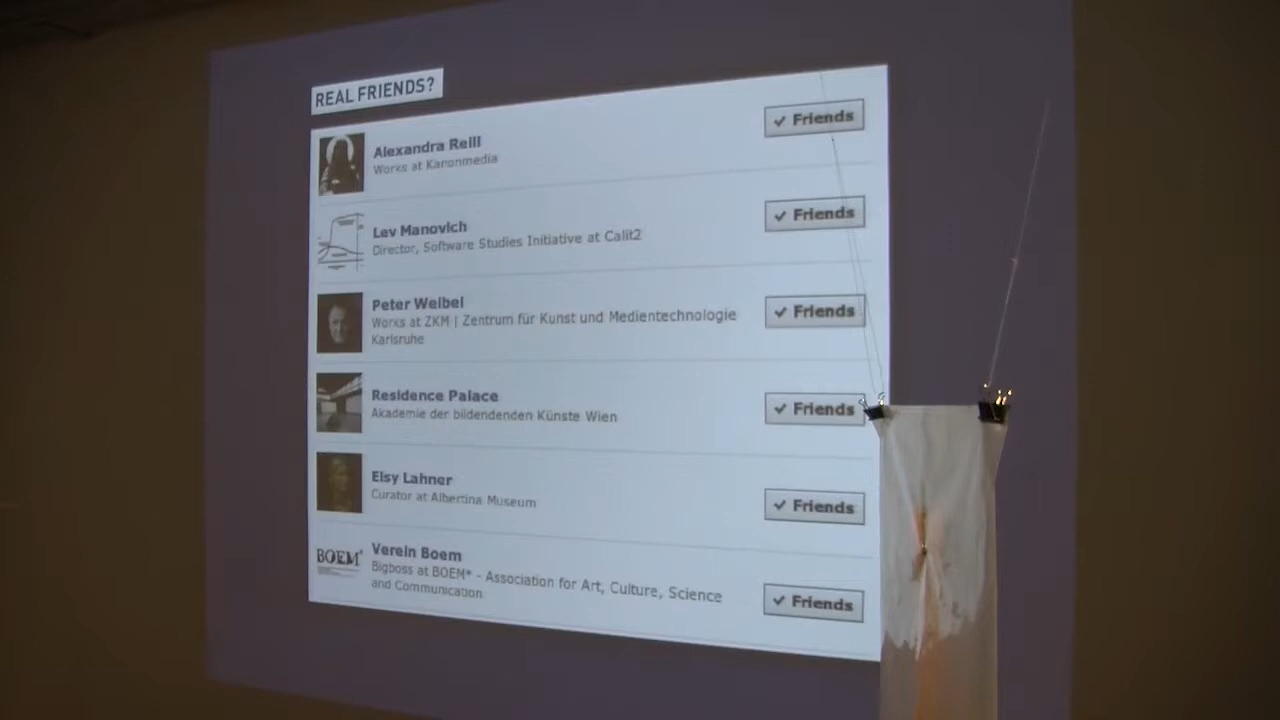 REAL FRIENDS?
Alexandra Reill
Works at Kanonmedia
✓ Friends
Lev Manovich
Director, Software Studies Initiative at Calit2
✓ Friends
Peter Weibel
Works at ZKM | Zentrum für Kunst und Medientechnologie
Karlsruhe
✓ Friends
Residence Palace
Akademie der bildendenden Künste Wien
✓ Friends
Elsy Lahner
Curator at Albertina Museum
✓ Friends
BOEM*
Verein Boem
Bigboss at BOEM* - Association for Art, Culture, Science
and Communication
✓ Friends